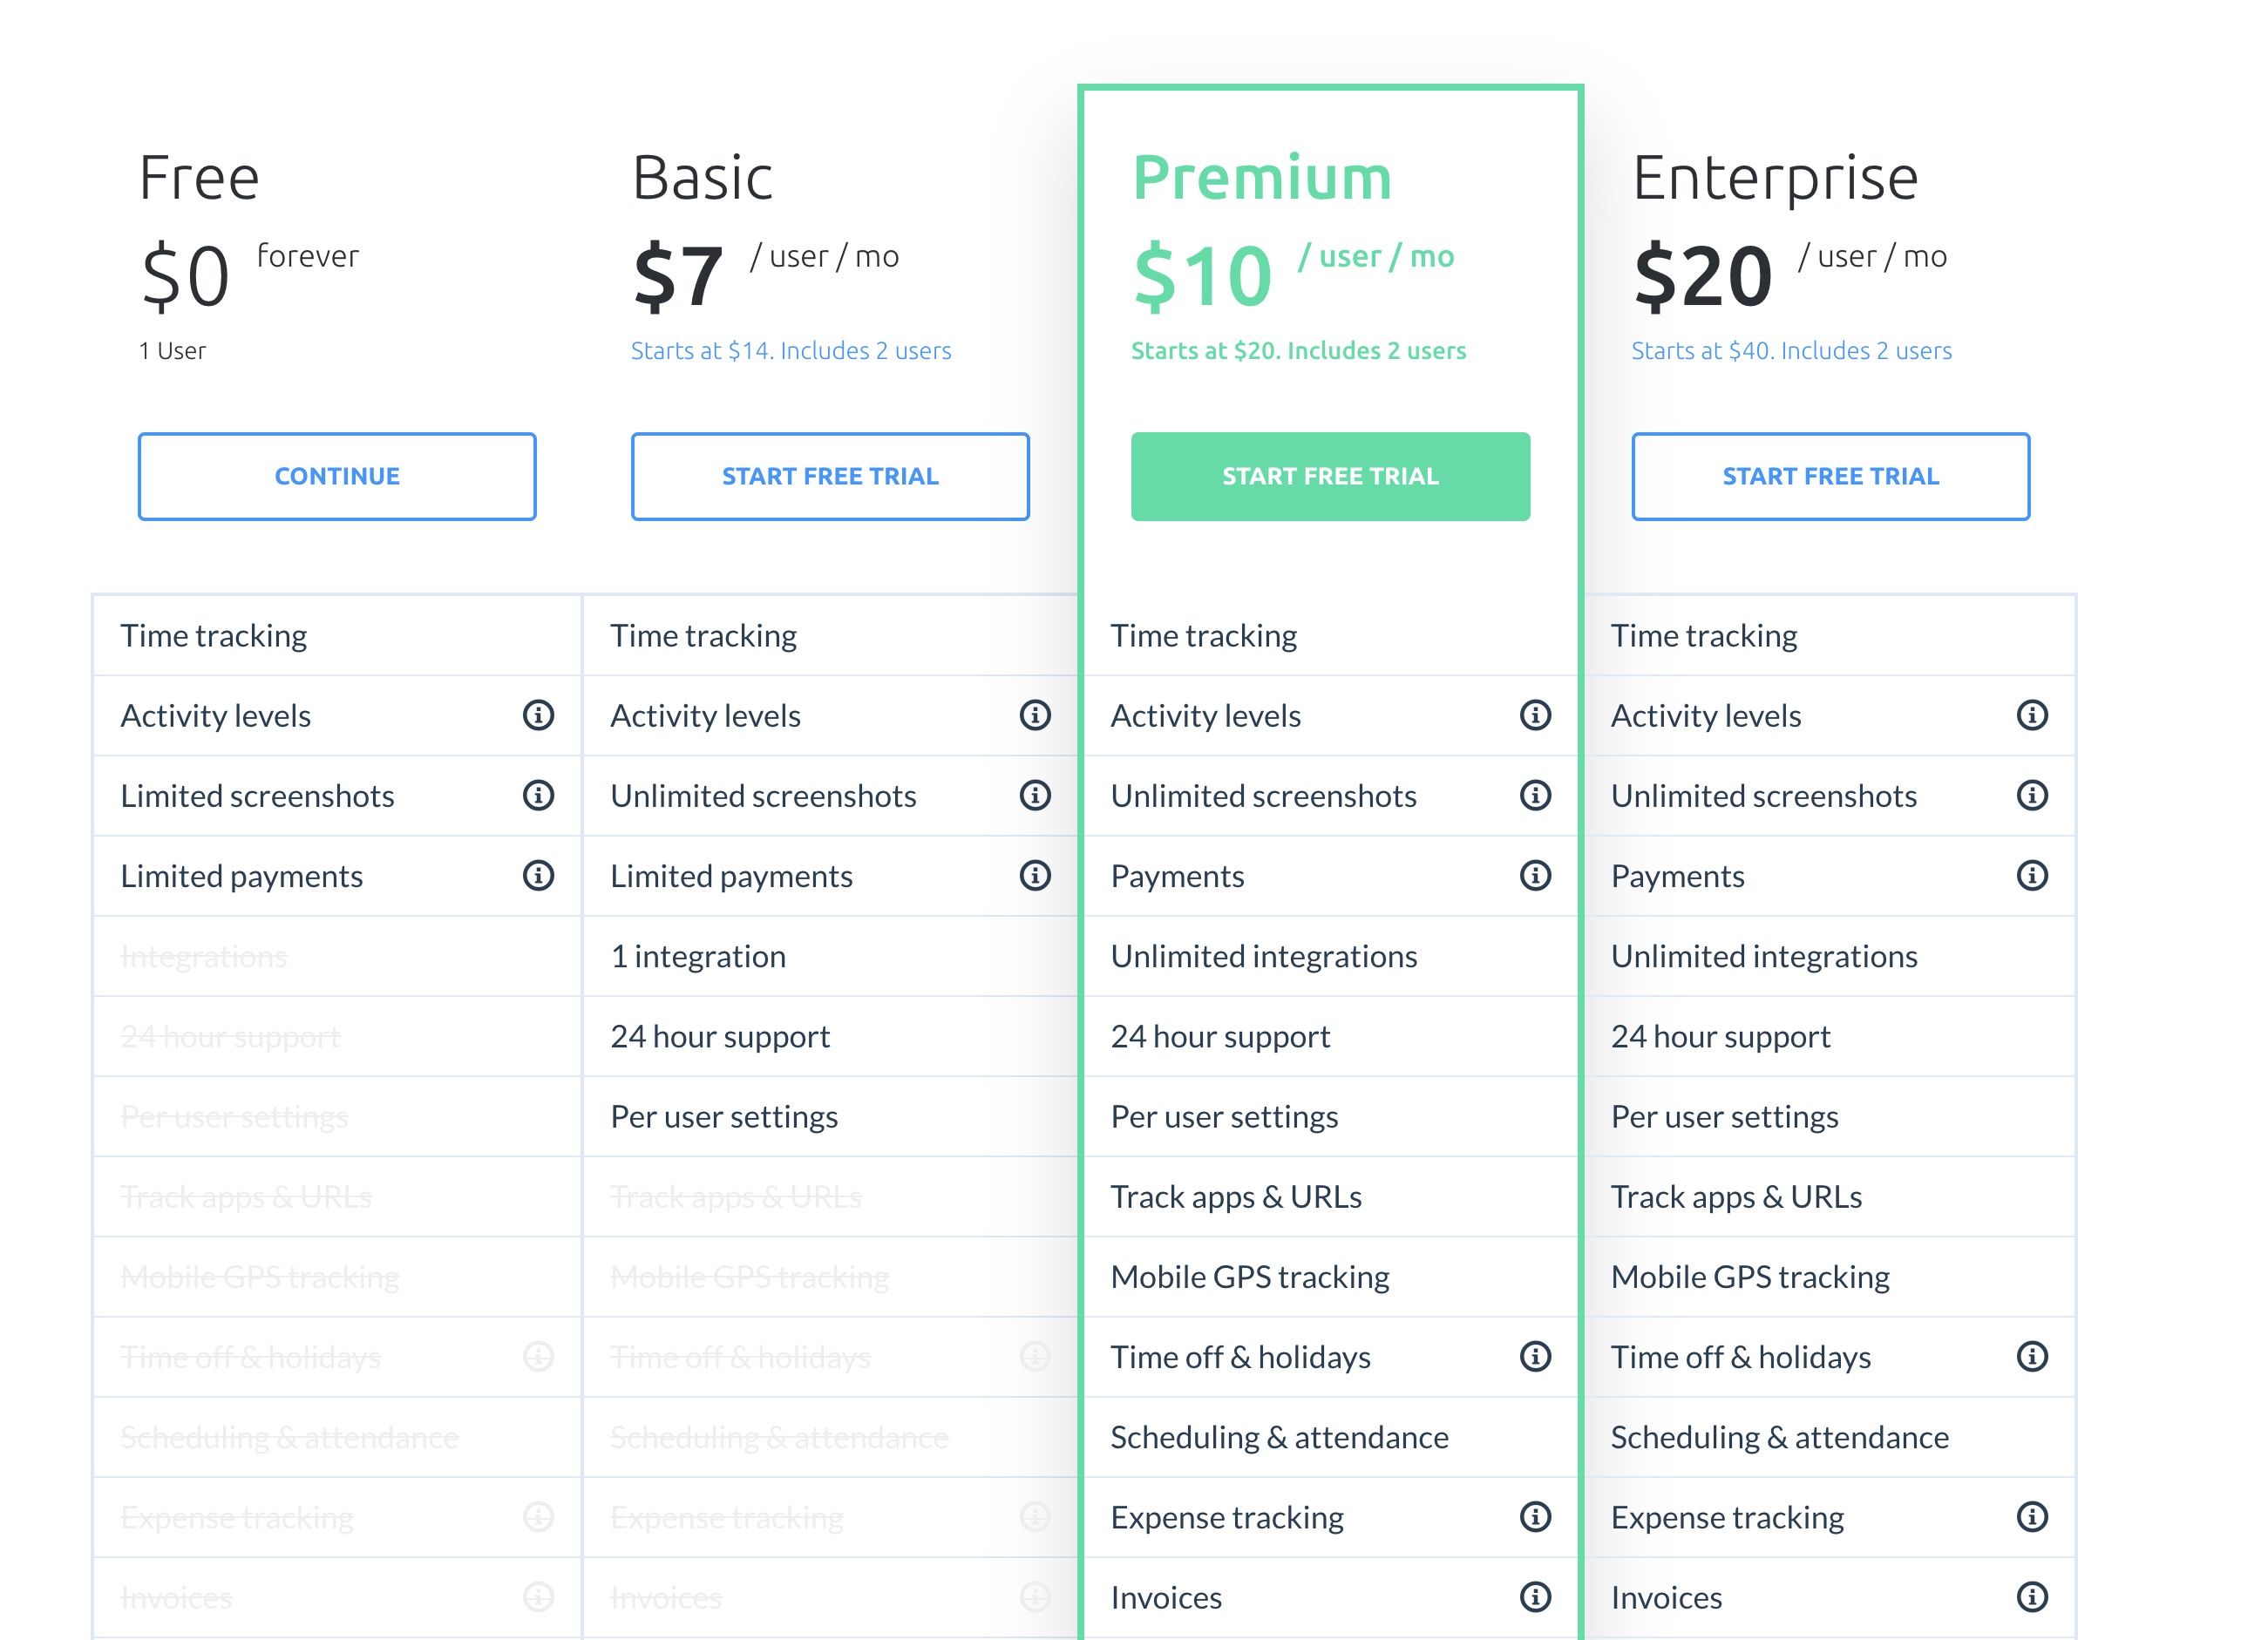 Free
$0 forever
1 User
CONTINUE
Basic
$7 / user / mo
Starts at $14. Includes 2 users
START FREE TRIAL
Premium
$10 / user / mo
Starts at $20. Includes 2 users
START FREE TRIAL
Enterprise
$20 / user / mo
Starts at $40. Includes 2 users
START FREE TRIAL
Time tracking
Activity levels
Limited screenshots
Limited payments
Integrations
24 hour support
Per user settings
Track apps & URLs
Mobile GPS tracking
Time off & holidays
Scheduling & attendance
Expense tracking
Invoices
Time tracking
Activity levels
Unlimited screenshots
Limited payments
1 integration
24 hour support
Per user settings
Track apps & URLs
Mobile GPS tracking
Time off & holidays
Scheduling & attendance
Expense tracking
Invoices
Time tracking
Activity levels
Unlimited screenshots
Payments
Unlimited integrations
24 hour support
Per user settings
Track apps & URLs
Mobile GPS tracking
Time off & holidays
Scheduling & attendance
Expense tracking
Invoices
Time tracking
Activity levels
Unlimited screenshots
Payments
Unlimited integrations
24 hour support
Per user settings
Track apps & URLs
Mobile GPS tracking
Time off & holidays
Scheduling & attendance
Expense tracking
Invoices